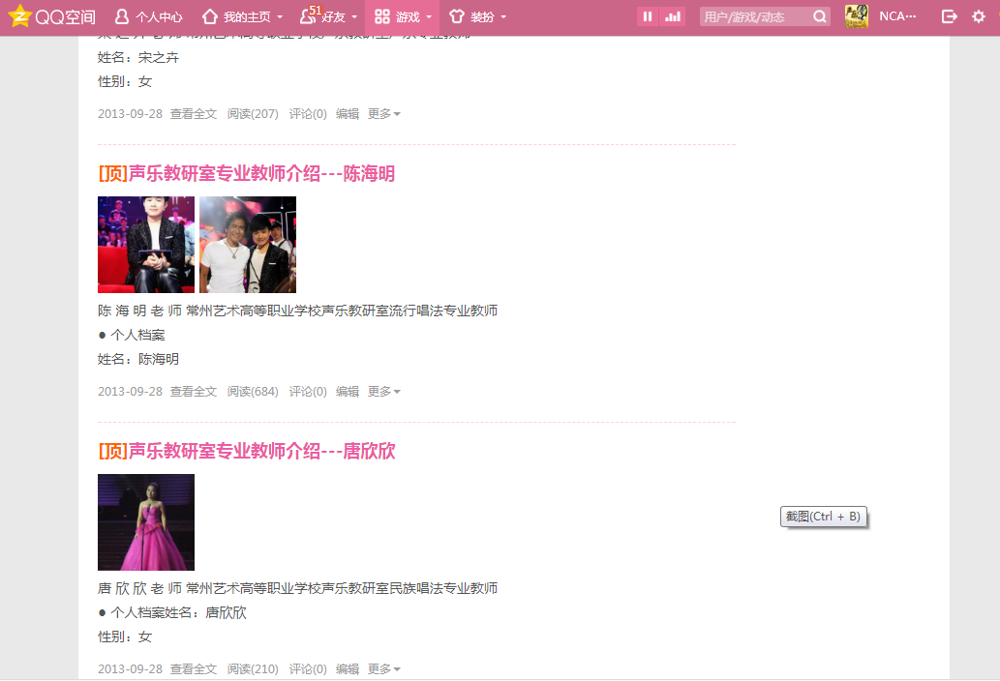 QQ空间 个人中心 我的主页 51 好友 游戏 装扮 用户/游戏/动态 NCA···
姓名：宋之卉
性别：女
2013-09-28 查看全文 阅读(207) 评论(0) 编辑 更多
[顶]声乐教研室专业教师介绍---陈海明
陈 海 明 老 师 常州艺术高等职业学校声乐教研室流行唱法专业教师
● 个人档案
姓名：陈海明
2013-09-28 查看全文 阅读(684) 评论(0) 编辑 更多
[顶]声乐教研室专业教师介绍---唐欣欣
截图(Ctrl + B)
唐 欣 欣 老 师 常州艺术高等职业学校声乐教研室民族唱法专业教师
● 个人档案姓名：唐欣欣
性别：女
2013-09-28 查看全文 阅读(210) 评论(0) 编辑 更多